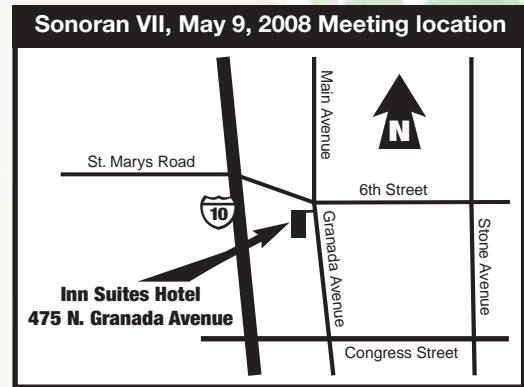 Sonoran VII, May 9, 2008 Meeting location
Main Avenue
N
St. Marys Road
6th Street
10
Granada Avenue
Stone Avenue
Inn Suites Hotel
475 N. Granada Avenue
Congress Street